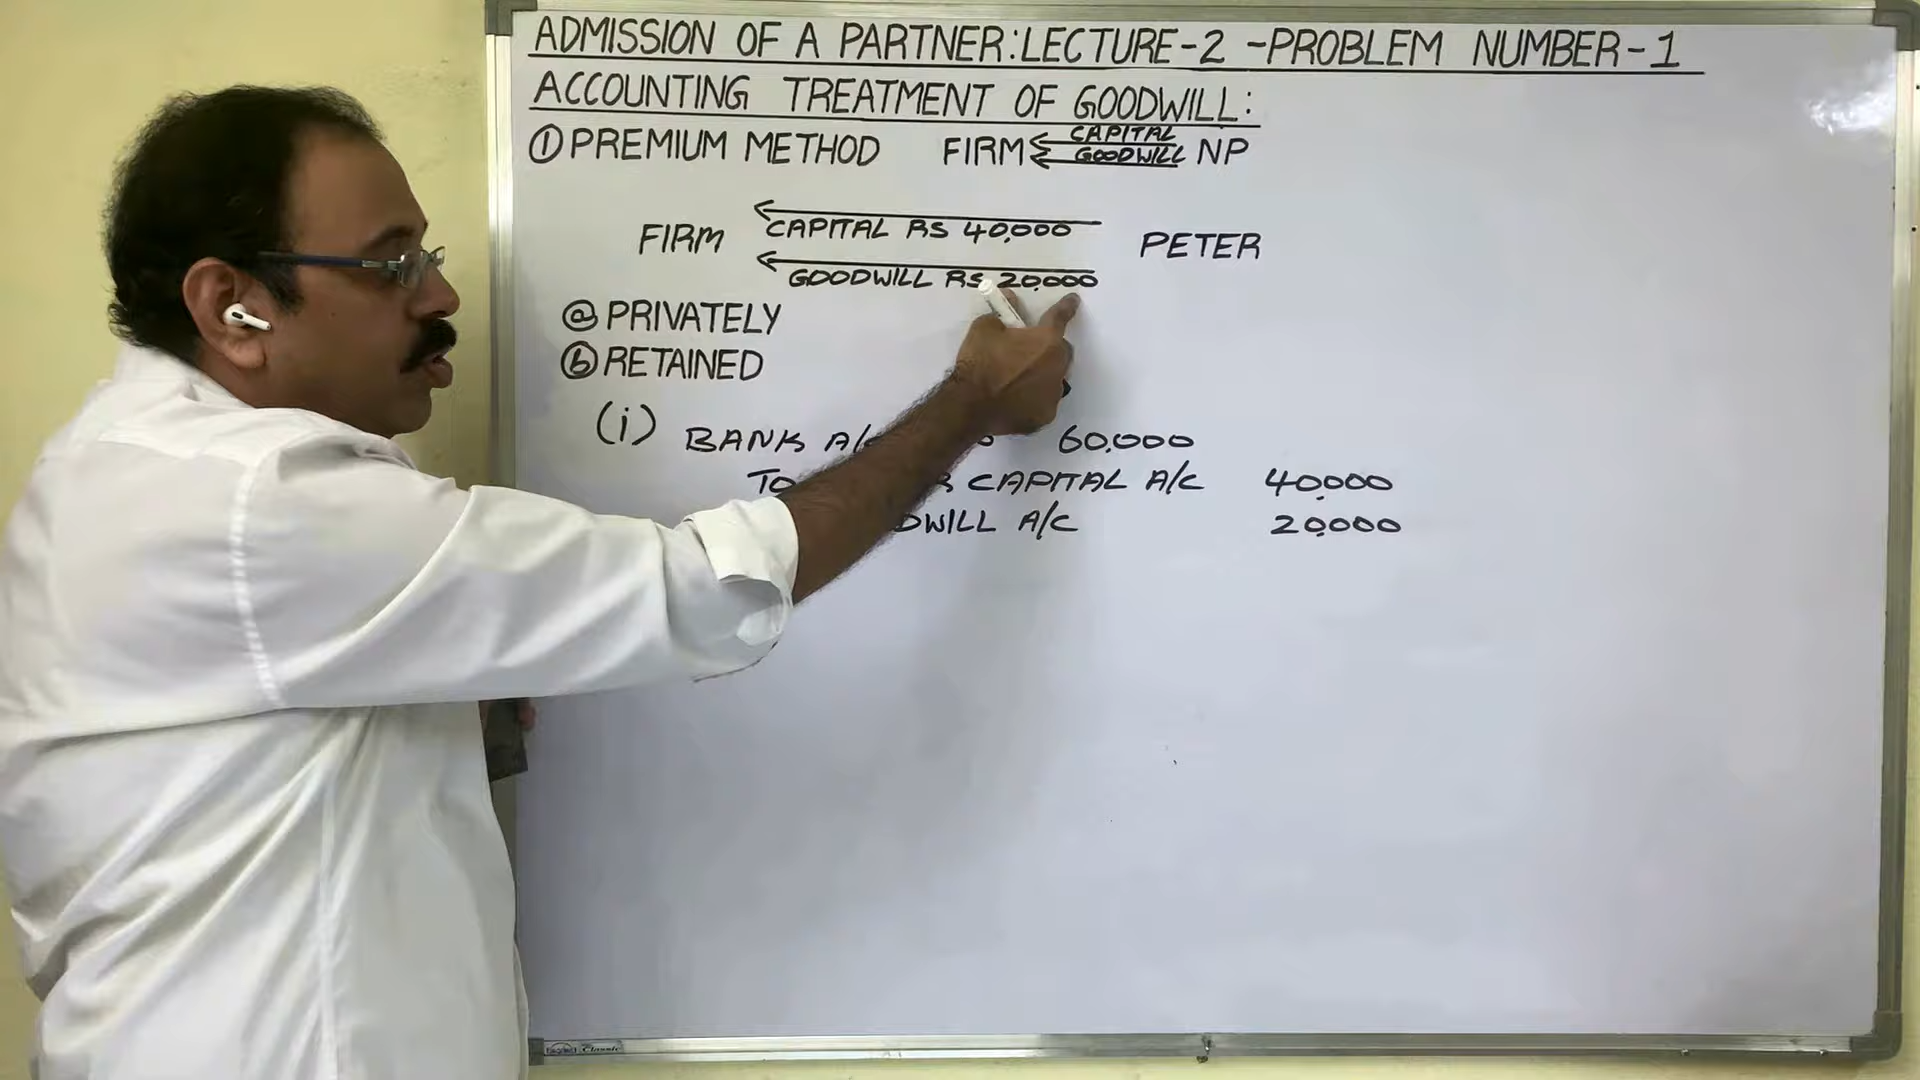 ADMISSION OF A PARTNER: LECTURE-2 -PROBLEM NUMBER-1
ACCOUNTING TREATMENT OF GOODWILL:
① PREMIUM METHOD FIRM CAPITAL GOODWILL NP
FIRM CAPITAL RS 40,000 PETER
GOODWILL RS 20,000
ⓐ PRIVATELY
ⓑ RETAINED
(i) BANK A/C 60,000
TO CAPITAL A/C 40,000
A/C 20,000
Classic